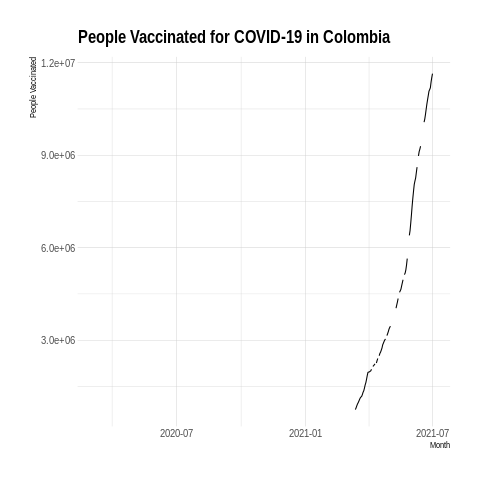 People Vaccinated for COVID-19 in Colombia
People Vaccinated
1.2e+07
9.0e+06
6.0e+06
3.0e+06
2020-07
2021-01
2021-07
Month